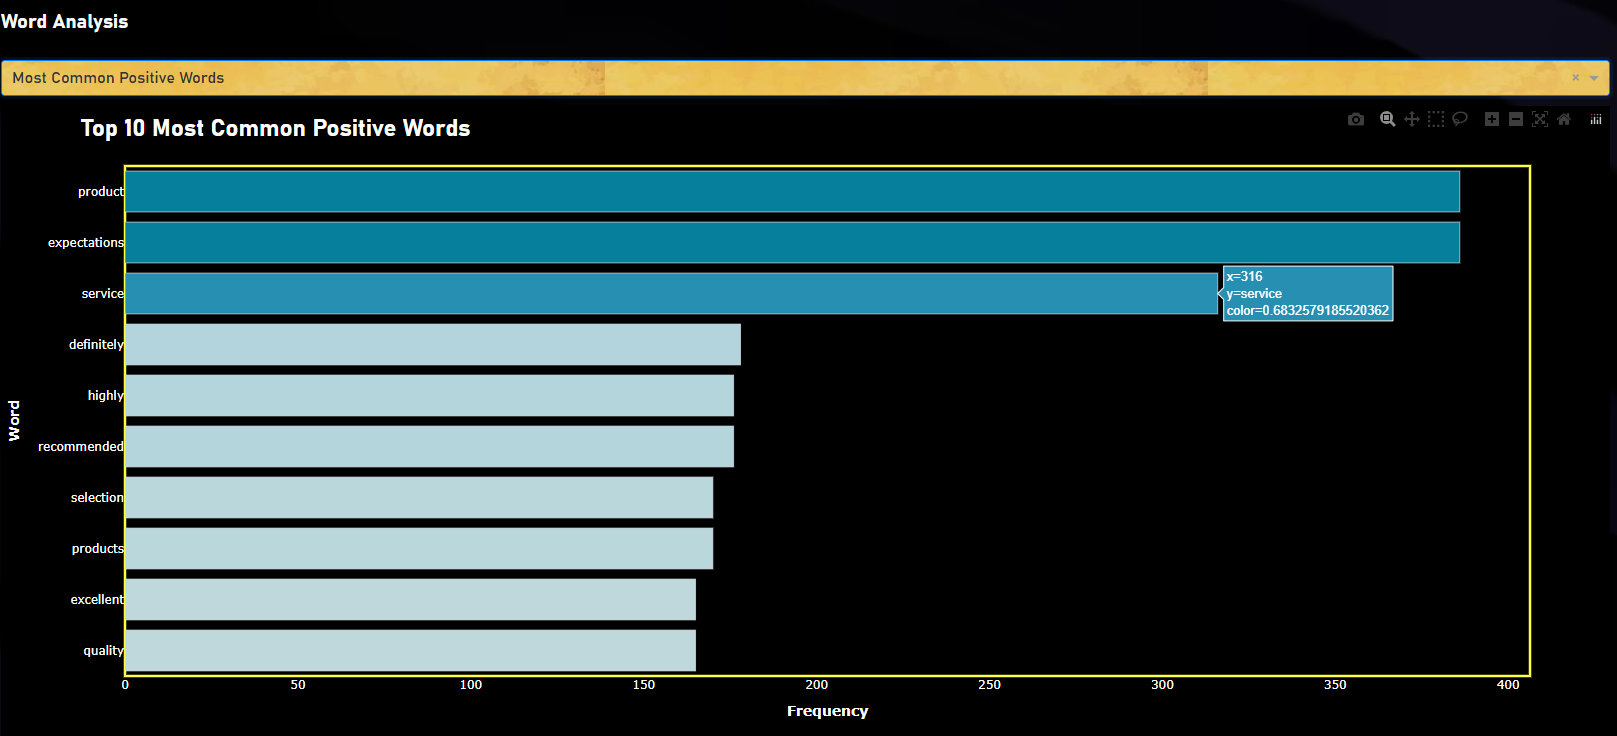 Word Analysis
Most Common Positive Words
Top 10 Most Common Positive Words
product
expectations
service
x=316
y=service
color=0.6832579185520362
definitely
highly
Word
recommended
selection
products
excellent
quality
0 50 100 150 200 250 300 350 400
Frequency